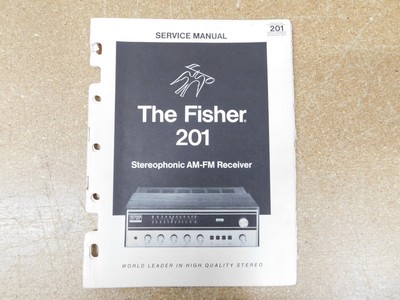 SERVICE MANUAL
201
The Fisher®
201
Stereophonic AM-FM Receiver
WORLD LEADER IN HIGH QUALITY STEREO